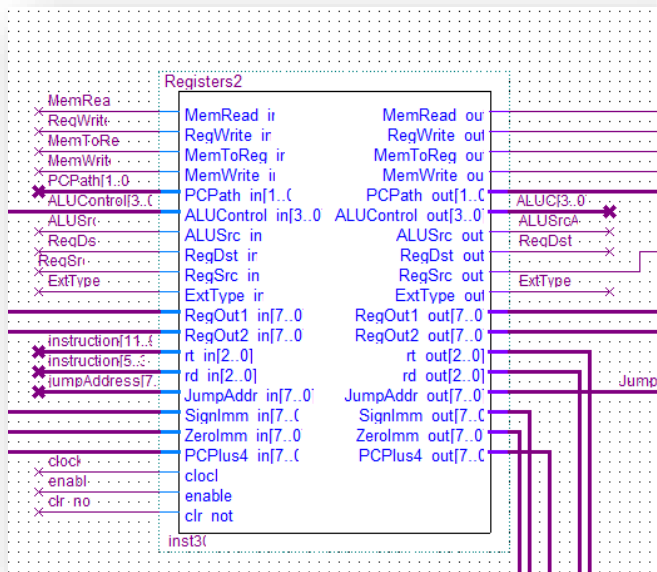 Registers2
MemRea
RegWrit
MemToRe
MemWrit
PCPath[1..0
ALUControl[3..0
ALUSrc
RegDs
RegSr
ExtType
instruction[11..9
instruction[5..3
jumpAddress[7..
clock
enabl
clr no
MemRead in
RegWrite in
MemToReg in
MemWrite in
PCPath in[1..0
ALUControl in[3..0
ALUSrc in
RegDst in
RegSrc in
ExtType in
RegOut1 in[7..0
RegOut2 in[7..0
rt in[2..0]
rd in[2..0]
JumpAddr in[7..0
SignImm in[7..0
ZeroImm in[7..0
PCPlus4 in[7..0
clock
enable
clr not
MemRead out
RegWrite out
MemToReg out
MemWrite ou
PCPath out[1..0
ALUControl out[3..0
ALUSrc out
RegDst out
RegSrc out
ExtType out
RegOut1 out[7..0
RegOut2 out[7..0
rt out[2..0]
rd out[2..0]
JumpAddr out[7..0
SignImm out[7..0
ZeroImm out[7..0
PCPlus4 out[7..0
ALUC[3..0
ALUSrcA
RegDst
ExtType
Jump
inst30